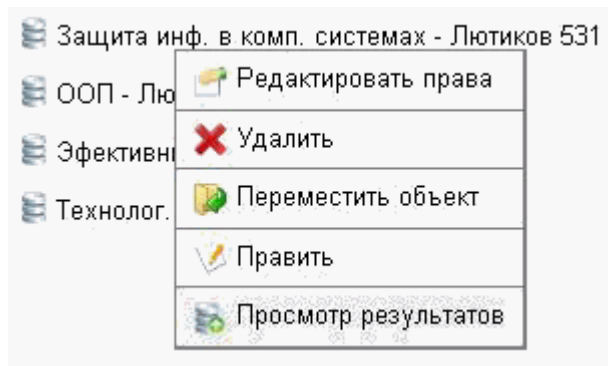 Защита инф. в комп. системах - Лютиков 531
ООП - Лю
Редактировать права
Эфективн
Удалить
Технолог.
Переместить объект
Править
Просмотр результатов